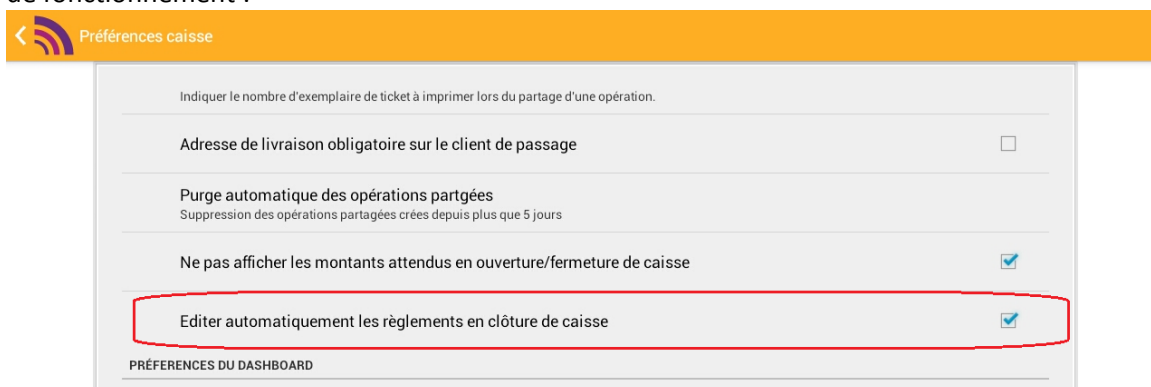 de fonctionnement :
Préférences caisse
Indiquer le nombre d'exemplaire de ticket à imprimer lors du partage d'une opération.
Adresse de livraison obligatoire sur le client de passage
Purge automatique des opérations partgées
Suppression des opérations partagées crées depuis plus que 5 jours
Ne pas afficher les montants attendus en ouverture/fermeture de caisse
Editer automatiquement les règlements en clôture de caisse
PRÉFERENCES DU DASHBOARD